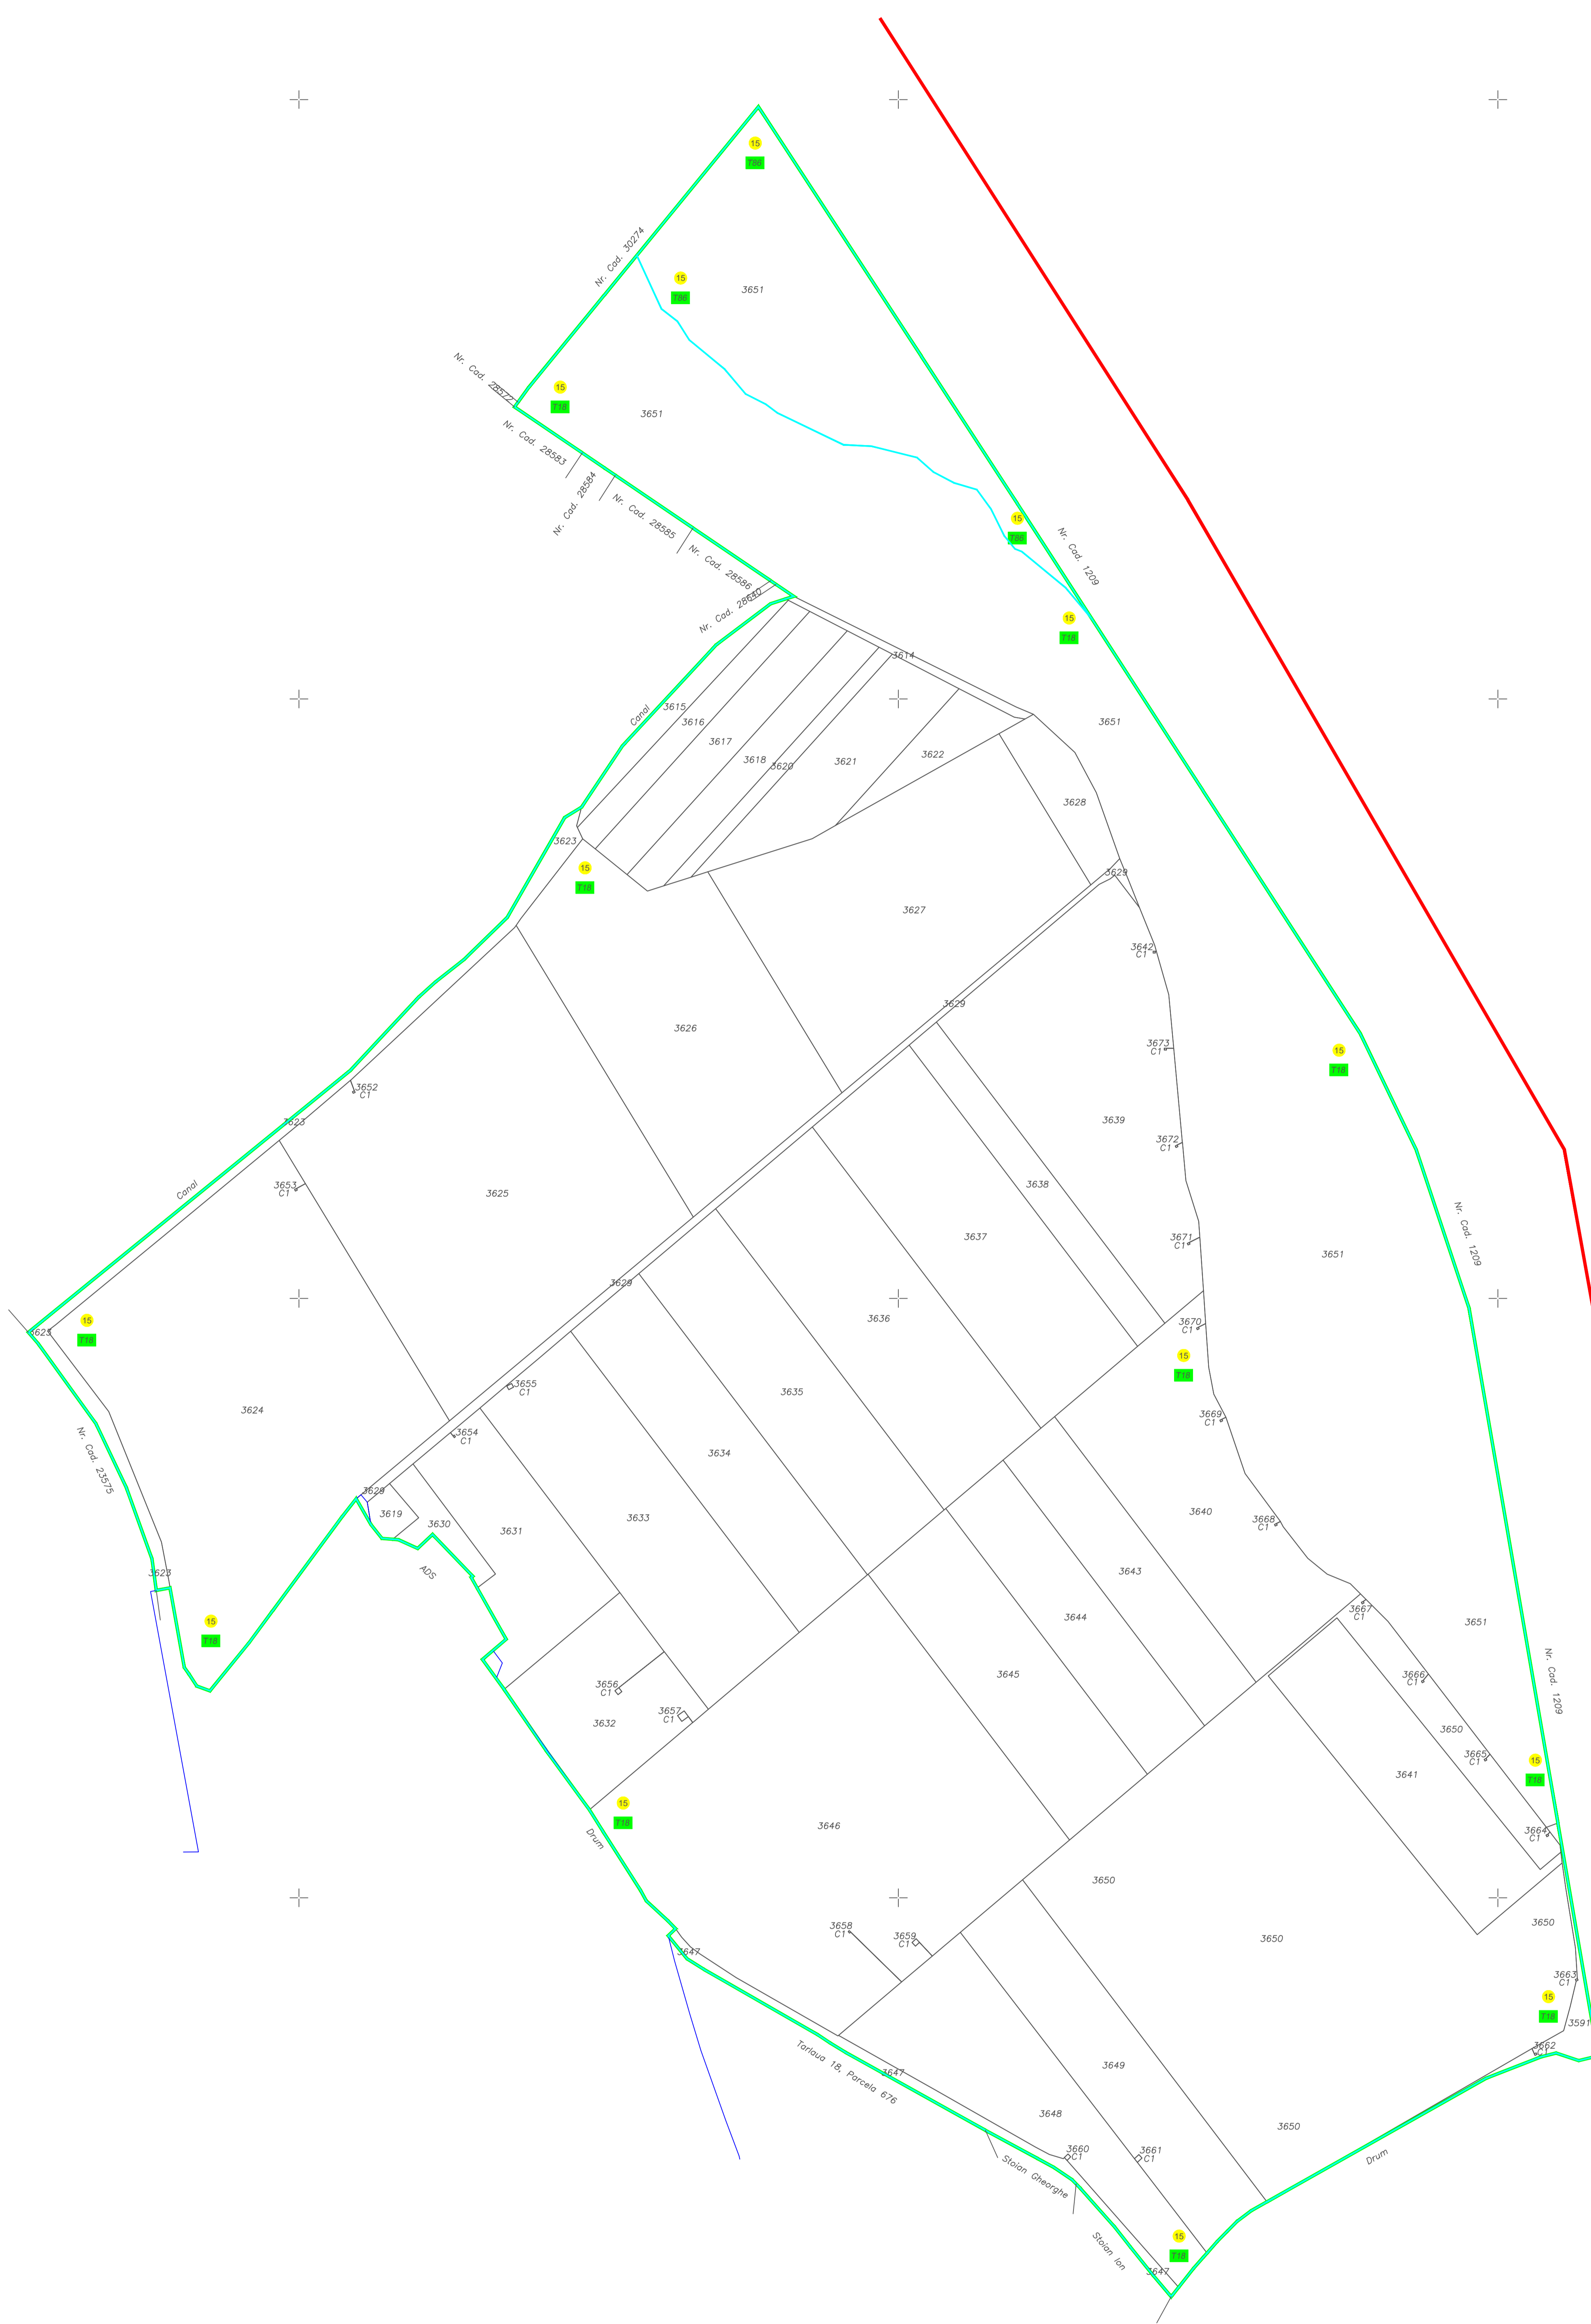 15
T86
Nr. Cad. 30274
15
T86
3651
Nr. Cad. 28572
15
T18
3651
Nr. Cad. 28583
Nr. Cad. 28584
Nr. Cad. 28585
15
T86
Nr. Cad. 1209
Nr. Cad. 28586
Nr. Cad. 28640
15
T18
3614
Canal
3615
3616
3651
3617
3618
3620
3621
3622
3628
3623
15
T18
3629
3627
3642
C1
3629
3626
3673
C1
15
T18
3652
C1
3623
3639
3672
C1
Canal
3653
C1
3625
3638
3637
3671
C1
3651
Nr. Cad. 1209
3629
3636
3670
C1
3623
15
T18
15
T18
3655
C1
3635
3624
3669
C1
3654
C1
3634
Nr. Cad. 23575
3629
3619
3630
3631
3633
3640
3668
C1
ADS
3623
3643
3644
3667
C1
3651
15
T18
3645
3666
C1
Nr. Cad. 1209
3656
C1
3657
C1
3632
3650
3665
C1
15
T18
3641
15
T18
Drum
3646
3664
C1
3650
3658
C1
3659
C1
3650
3650
3647
3663
C1
15
T18
3591
3662
C1
Tarlaua 18, Parcela 676
3647
3649
3648
3650
3660
C1
3661
C1
Drum
Stoian Gheorghe
Stoian Ion
15
T18
3647